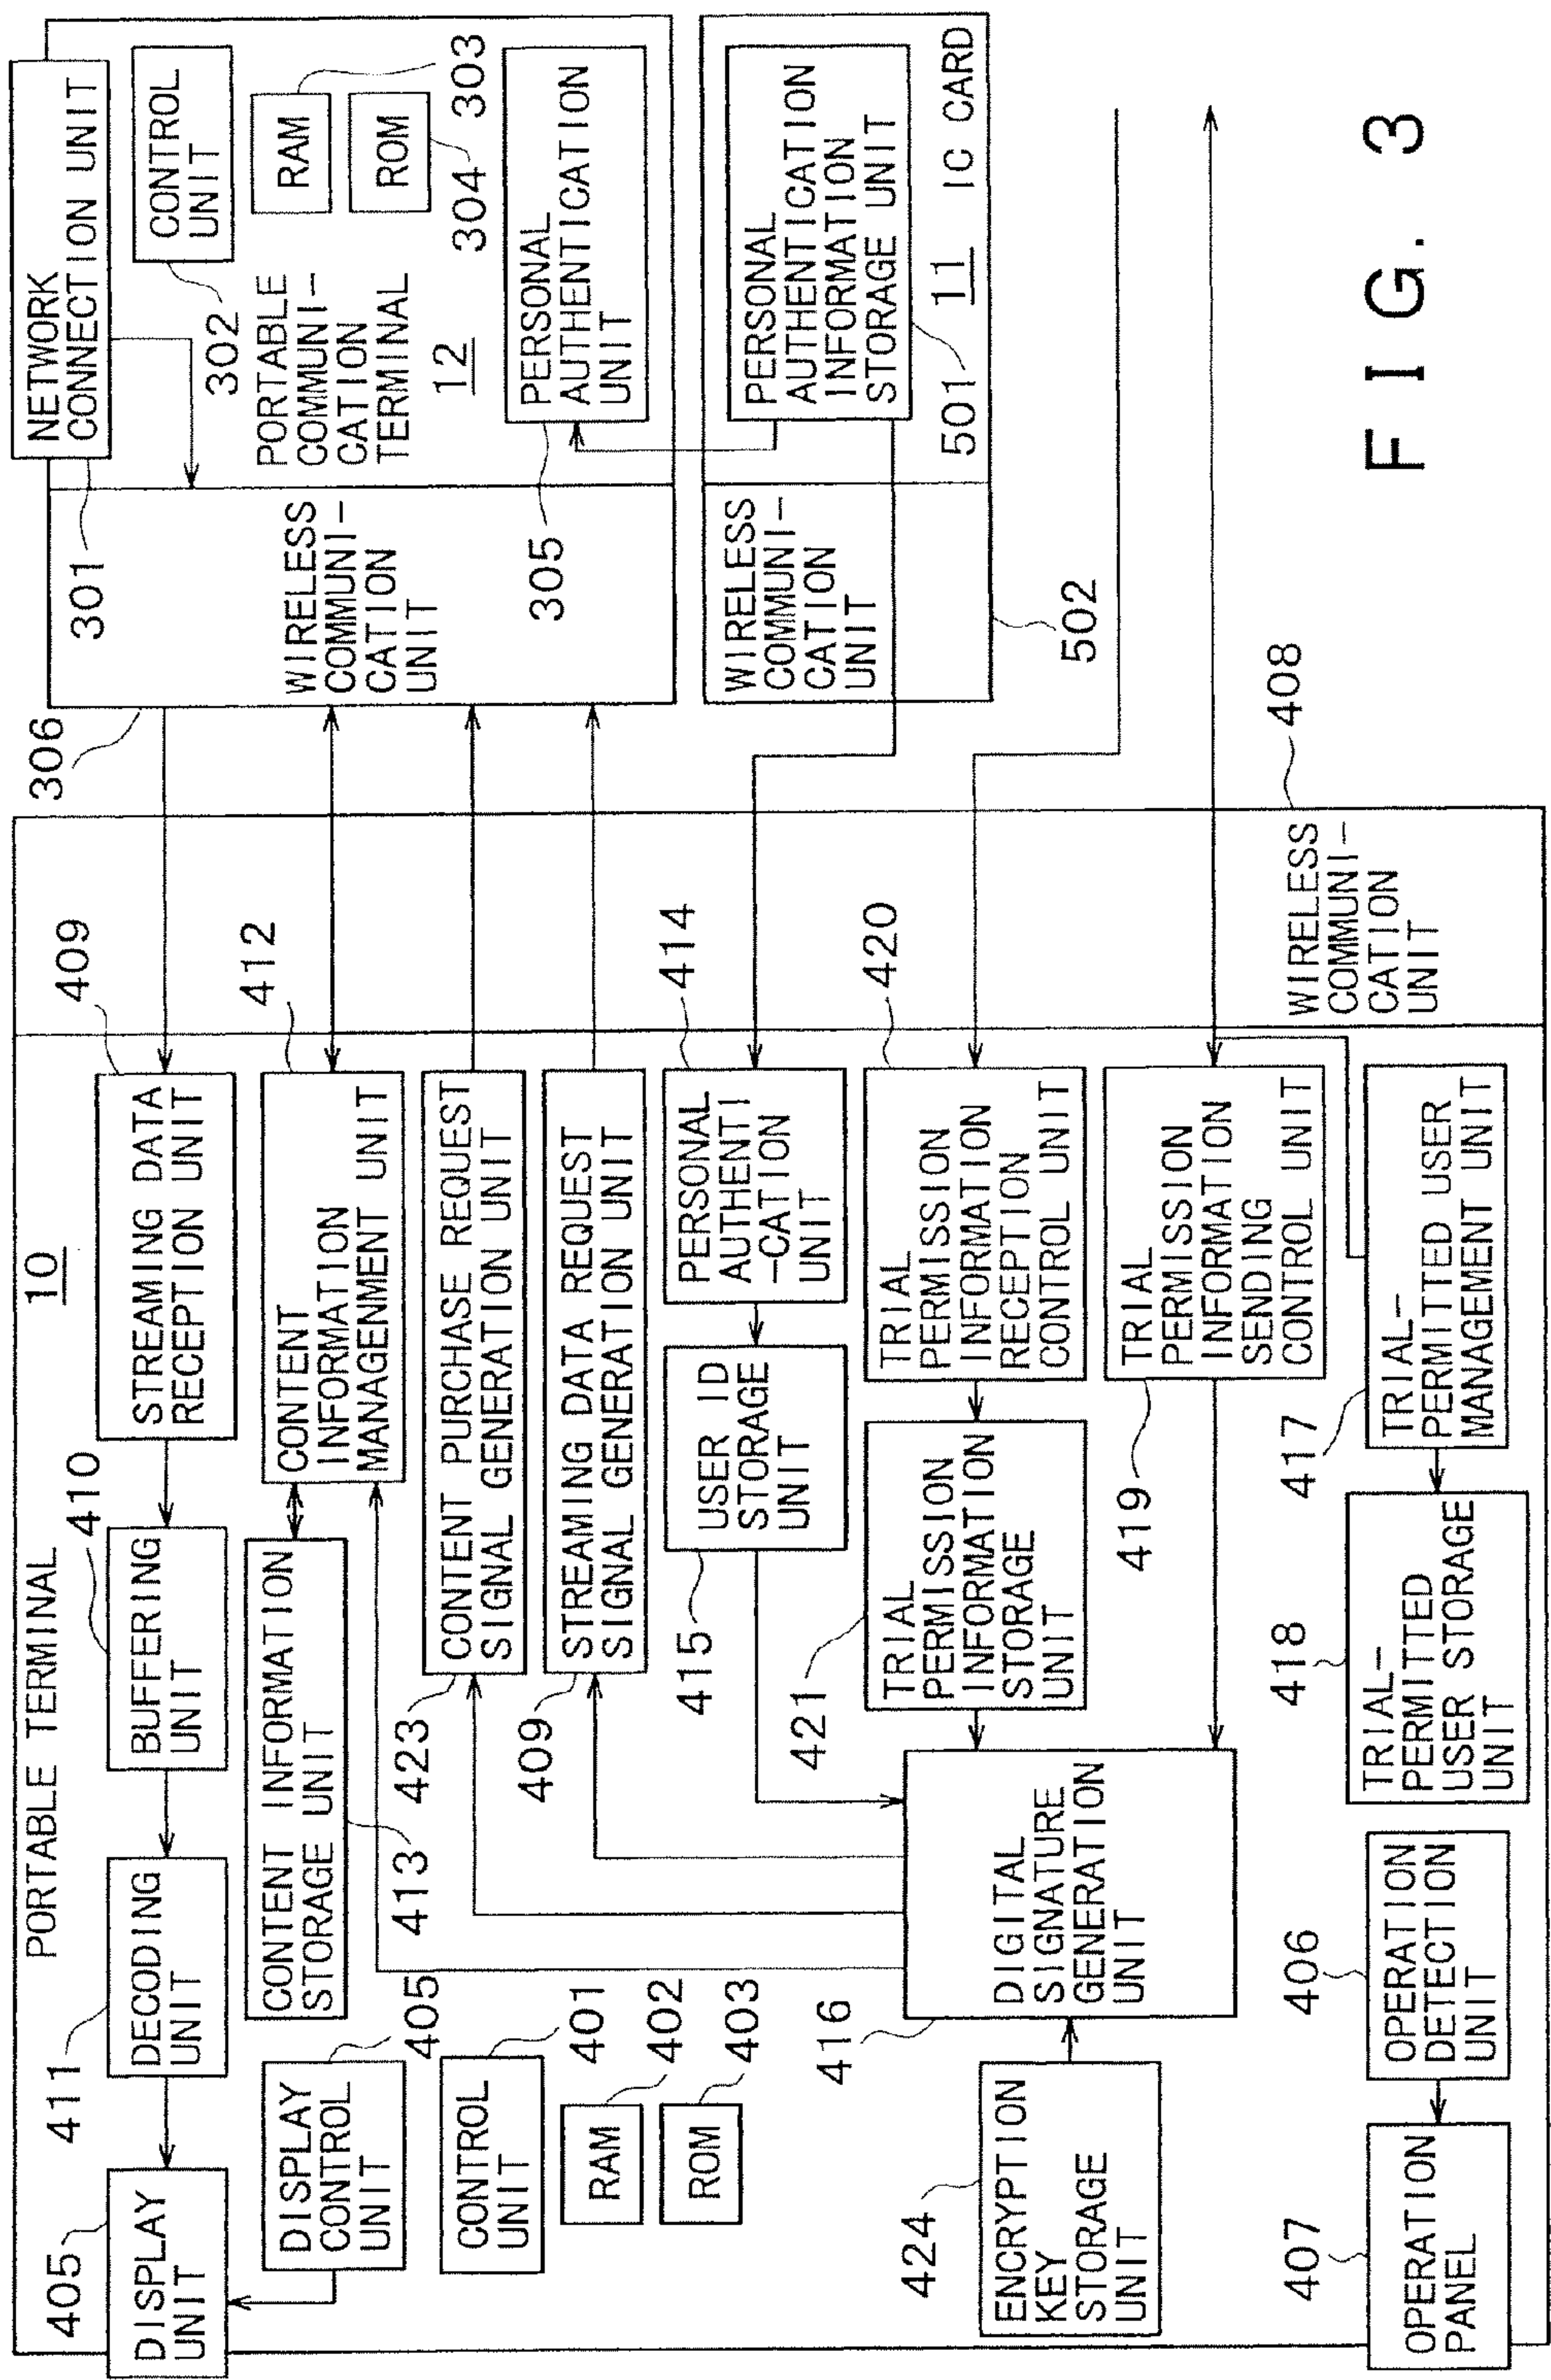 PORTABLE TERMINAL
10
405
DISPLAY
UNIT
411
DECODING
UNIT
410
BUFFERING
UNIT
409
STREAMING DATA
RECEPTION UNIT
306
301
NETWORK
CONNECTION UNIT
CONTROL
UNIT
302
RAM
303
ROM
304
PORTABLE
COMMUNI-
CATION
TERMINAL
12
WIRELESS
COMMUNI-
CATION
UNIT
305
PERSONAL
AUTHENTICATION
UNIT
DISPLAY
CONTROL
UNIT
405
CONTENT INFORMATION
STORAGE UNIT
413
412
CONTENT
INFORMATION
MANAGENMENT UNIT
CONTROL
UNIT
401
RAM
402
ROM
403
423
CONTENT PURCHASE REQUEST
SIGNAL GENERATION UNIT
409
STREAMING DATA REQUEST
SIGNAL GENERATION UNIT
414
PERSONAL
AUTHENTI
-CATION
UNIT
415
USER ID
STORAGE
UNIT
WIRELESS
COMMUNI-
CATION
UNIT
502
PERSONAL
AUTHENTICATION
INFORMATION
STORAGE UNIT
501
11
IC CARD
420
TRIAL
PERMISSION
INFORMATION
RECEPTION
CONTROL UNIT
421
TRIAL
PERMISSION
INFORMATION
STORAGE
UNIT
TRIAL
PERMISSION
INFORMATION
SENDING
CONTROL UNIT
419
416
DIGITAL
SIGNATURE
GENERATION
UNIT
424
ENCRYPTION
KEY
STORAGE
UNIT
408
WIRELESS
COMMUNI-
CATION
UNIT
417
TRIAL-
PERMITTED USER
MANAGEMENT UNIT
418
TRIAL-
PERMITTED
USER STORAGE
UNIT
406
OPERATION
DETECTION
UNIT
407
OPERATION
PANEL
FIG. 3